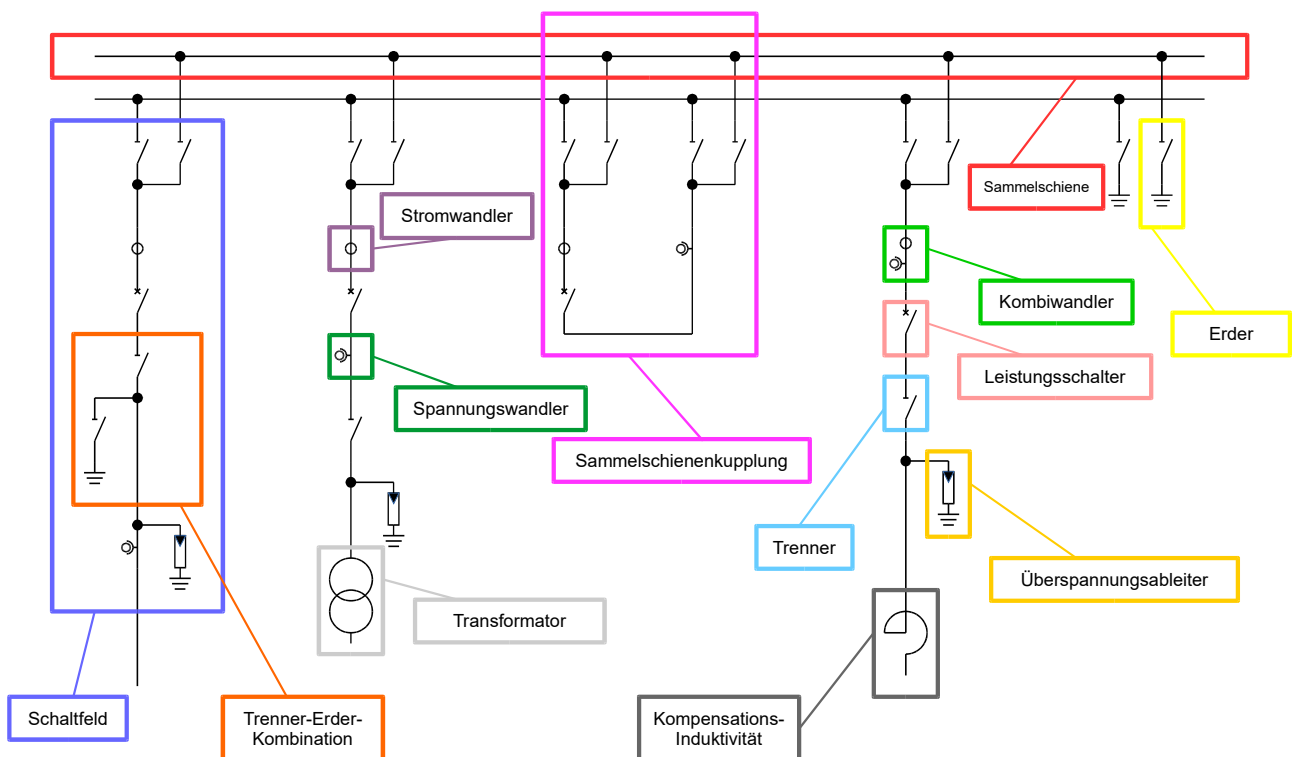 Sammelschiene
Stromwandler
Kombiwandler
Erder
Leistungsschalter
Spannungswandler
Sammelschienenkupplung
Trenner
Überspannungsableiter
Transformator
Schaltfeld
Trenner-Erder-
Kombination
Kompensations-
Induktivität